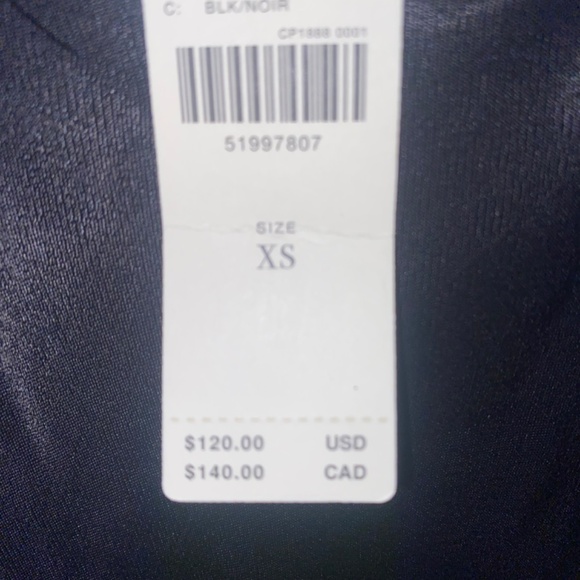 C: BLK/NOIR
CP1888 0001
51997807
SIZE
XS
$120.00 USD
$140.00 CAD